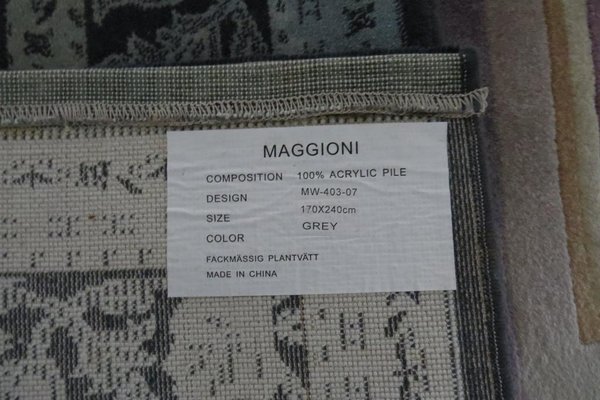 MAGGIONI
COMPOSITION 100% ACRYLIC PILE
DESIGN MW-403-07
SIZE 170X240cm
COLOR GREY
FACKMÄSSIG PLANTVÄTT
MADE IN CHINA